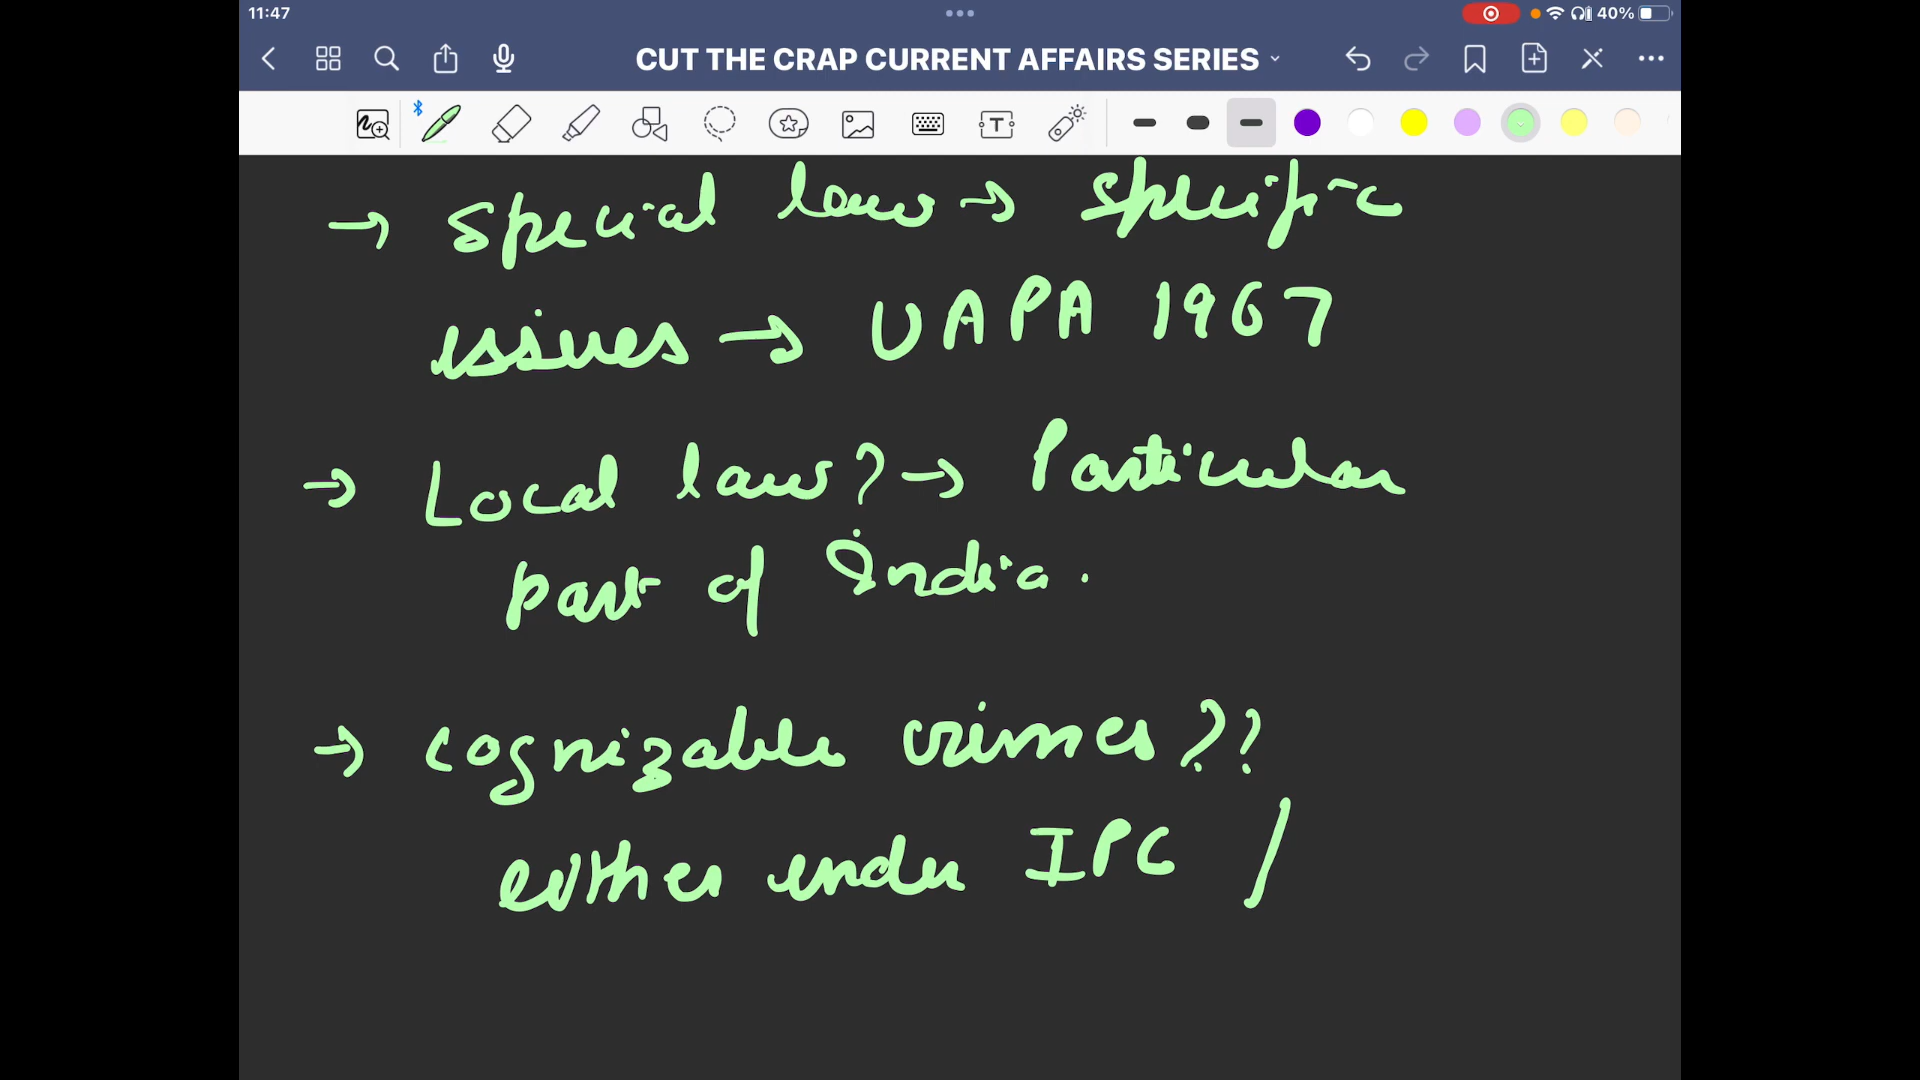 11:47
40%
CUT THE CRAP CURRENT AFFAIRS SERIES
T
→ special laws → specific
issues → UAPA 1967
→ Local laws? → Particular
part of India.
→ cognizable crimes??
either under IPC /